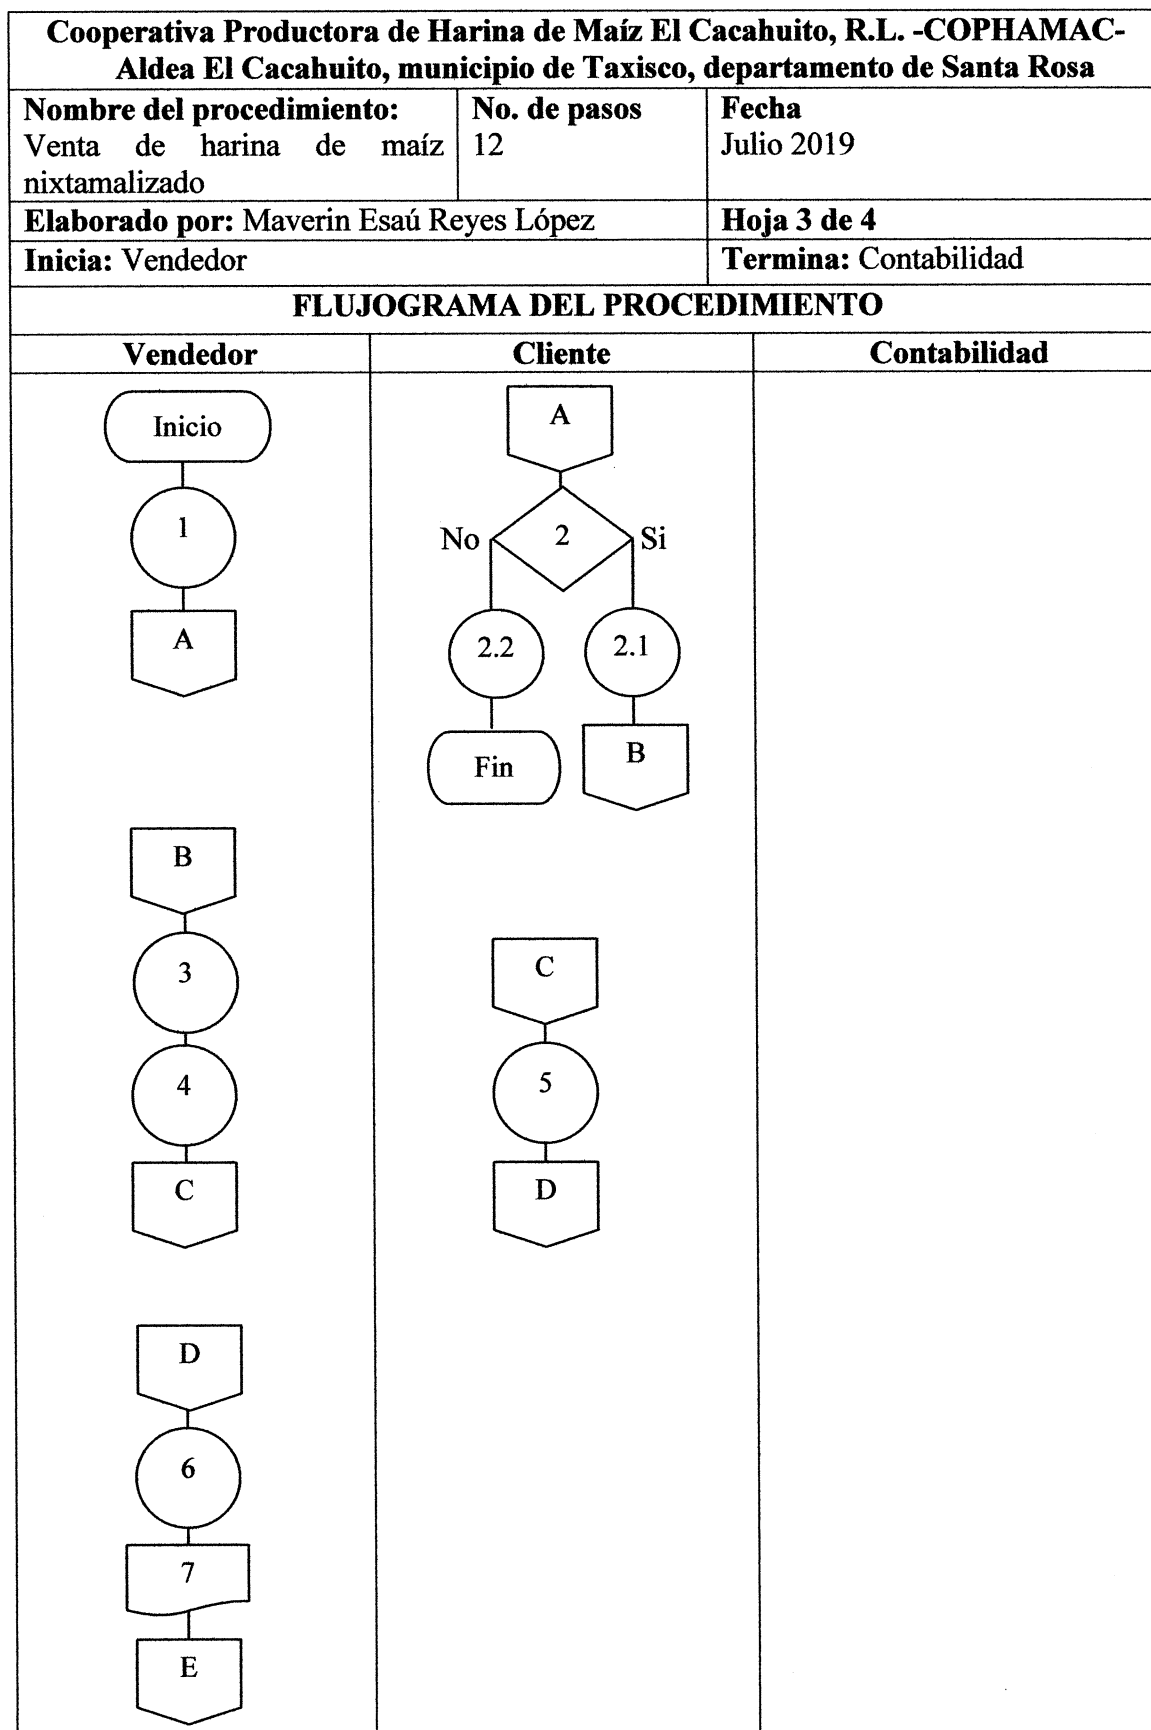 Cooperativa Productora de Harina de Maíz El Cacahuito, R.L. -COPHAMAC-
Aldea El Cacahuito, municipio de Taxisco, departamento de Santa Rosa
Nombre del procedimiento:
Venta de harina de maíz
nixtamalizado
No. de pasos
12
Fecha
Julio 2019
Elaborado por: Maverin Esaú Reyes López
Hoja 3 de 4
Inicia: Vendedor
Termina: Contabilidad
FLUJOGRAMA DEL PROCEDIMIENTO
Vendedor
Cliente
Contabilidad
Inicio
1
A
A
2
No
Si
2.2
2.1
Fin
B
B
3
4
C
C
5
D
D
6
7
E